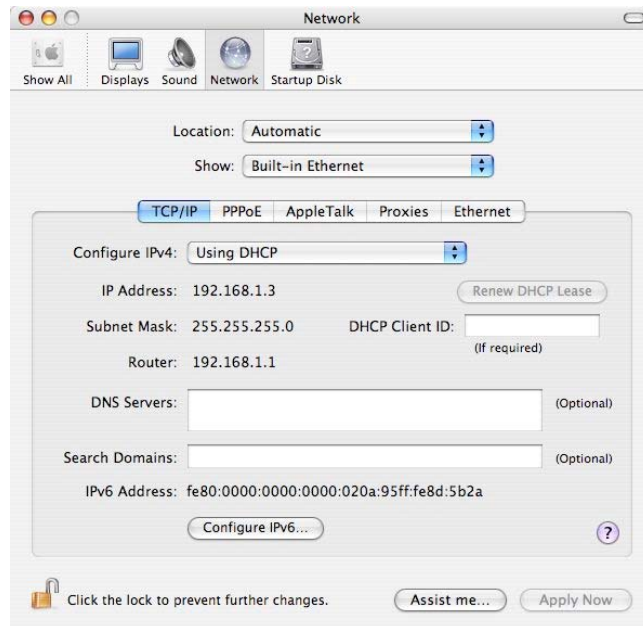 Network
Show All Displays Sound Network Startup Disk
Location: Automatic
Show: Built-in Ethernet
TCP/IP PPPoE AppleTalk Proxies Ethernet
Configure IPv4: Using DHCP
IP Address: 192.168.1.3 Renew DHCP Lease
Subnet Mask: 255.255.255.0 DHCP Client ID:
(If required)
Router: 192.168.1.1
DNS Servers: (Optional)
Search Domains: (Optional)
IPv6 Address: fe80:0000:0000:0000:020a:95ff:fe8d:5b2a
Configure IPv6...
?
Click the lock to prevent further changes. Assist me... Apply Now